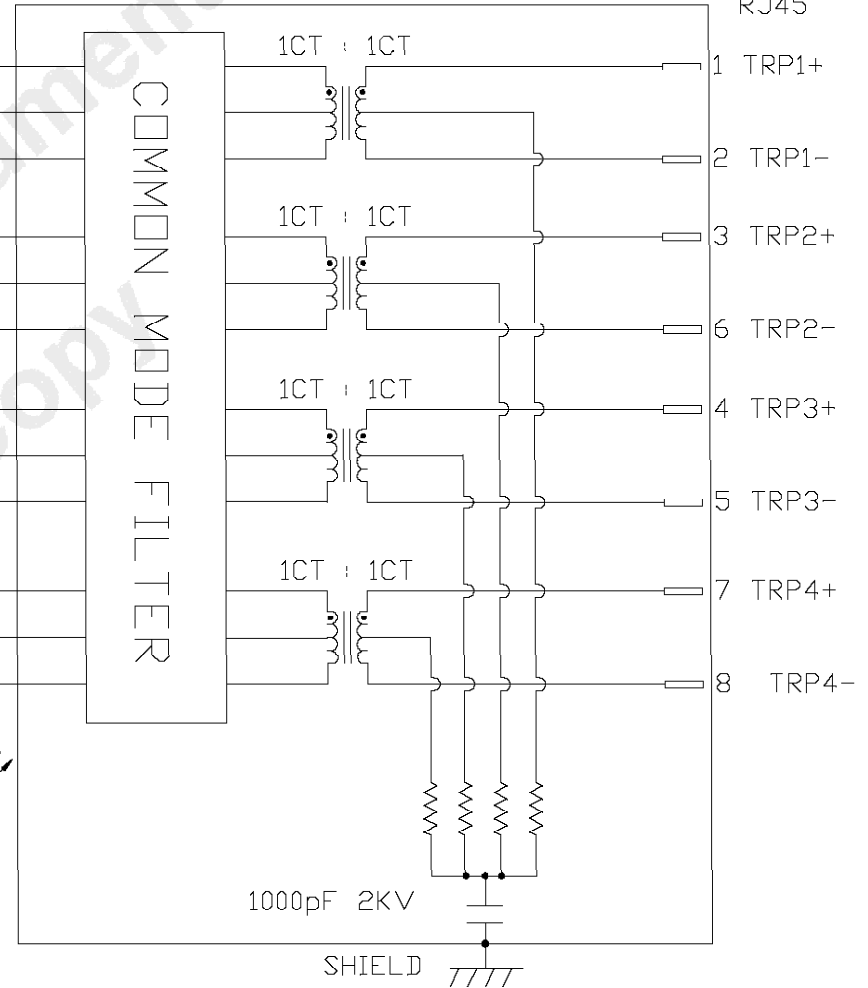 RJ45
1CT : 1CT
1 TRP1+
2 TRP1-
1CT : 1CT
3 TRP2+
6 TRP2-
1CT : 1CT
4 TRP3+
5 TRP3-
1CT : 1CT
7 TRP4+
8 TRP4-
COMMON MODE FILTER
1000pF 2KV
SHIELD
copy